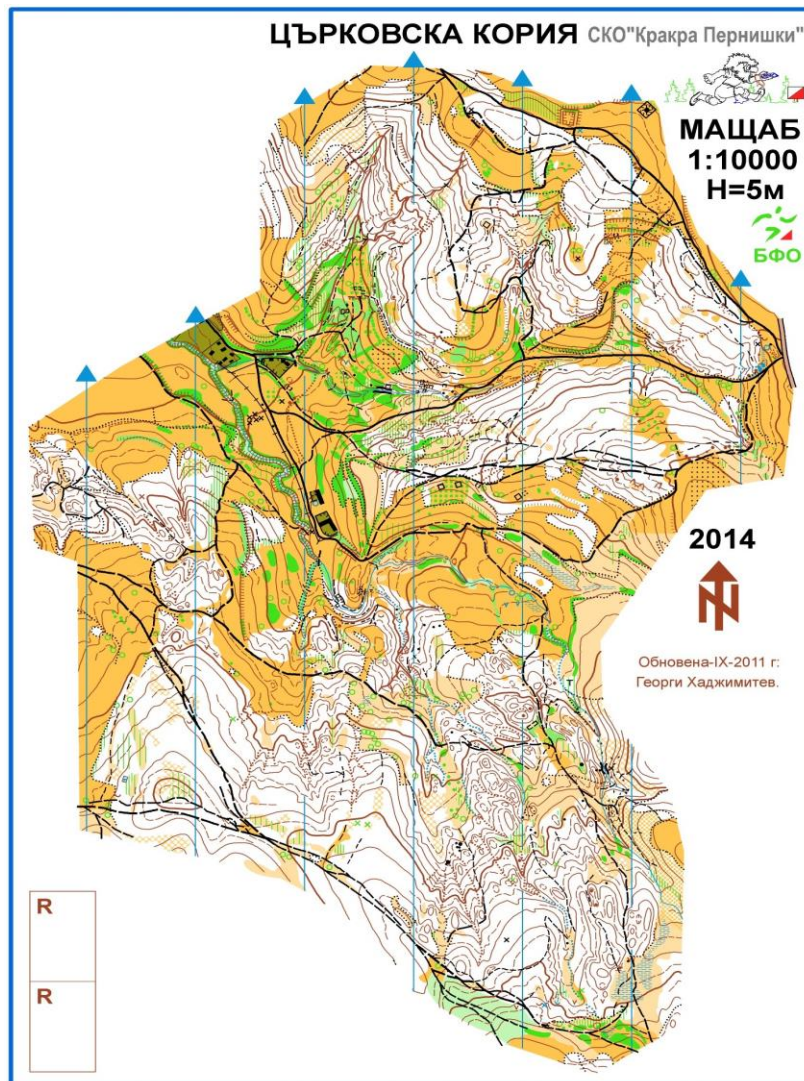 ЦЪРКОВСКА КОРИЯ СКО"Кракра Пернишки"
МАЩАБ
1:10000
H=5м
БФО
2014
N
Обновена-IX-2011 г:
Георги Хаджимитев.
R
R